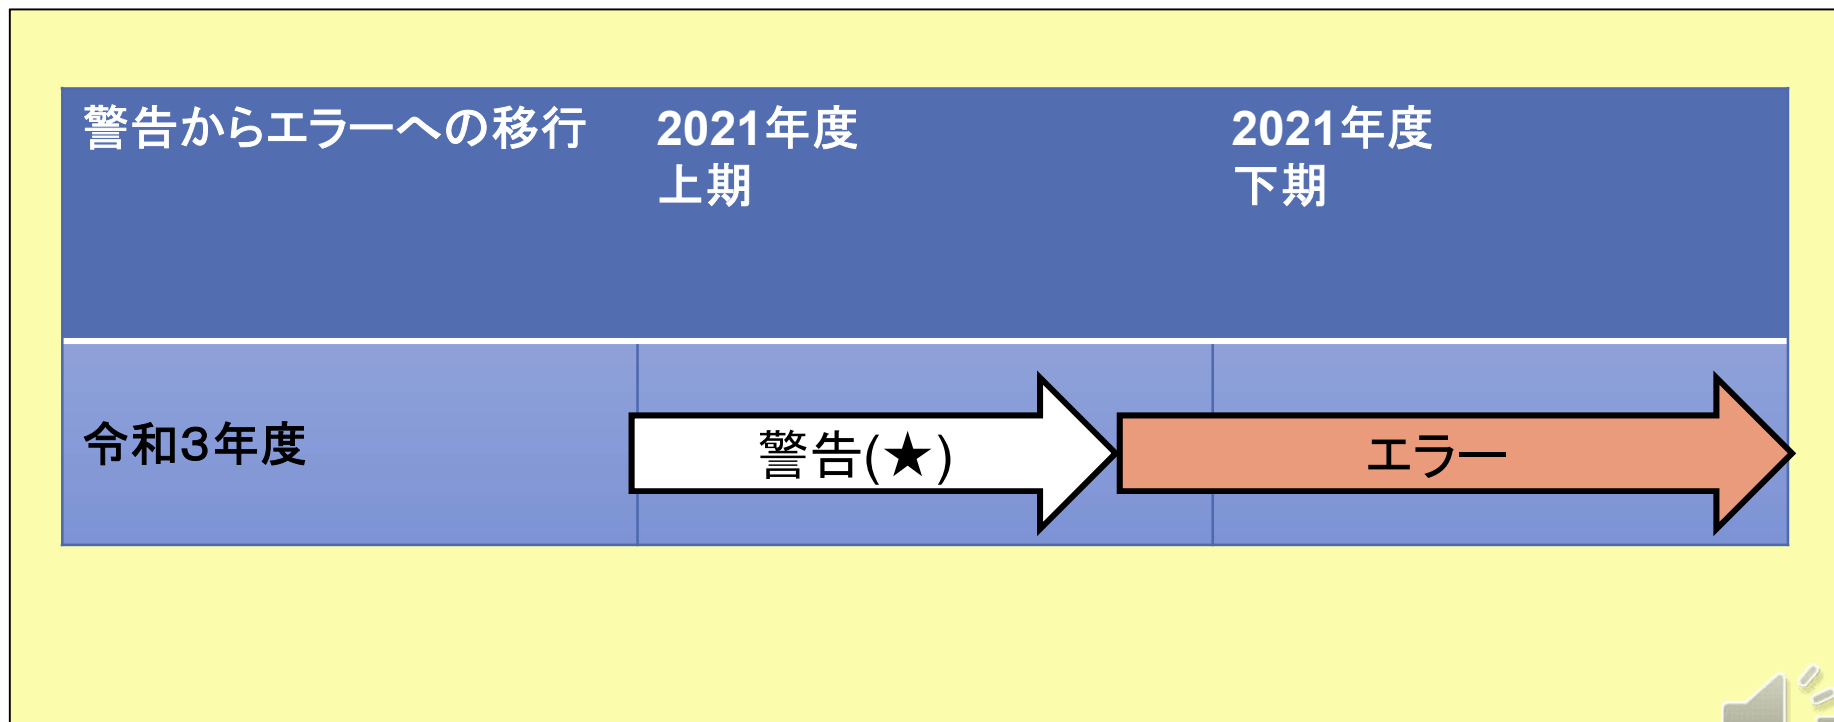 警告からエラーへの移行
2021年度
上期
2021年度
下期
令和3年度
警告(★)
エラー